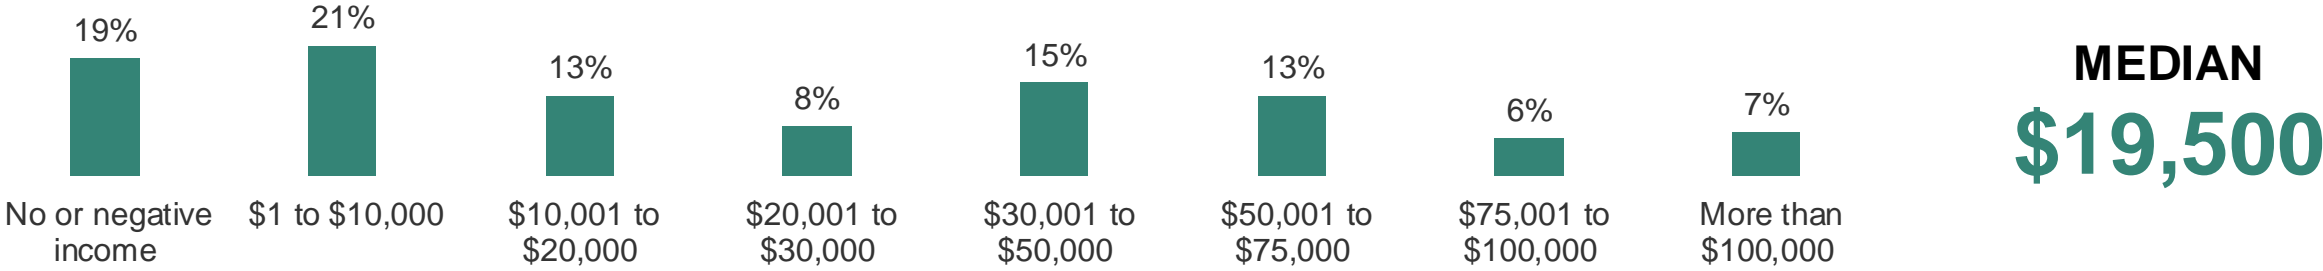 19%
21%
13%
8%
15%
13%
6%
7%
No or negative
income
$1 to $10,000
$10,001 to
$20,000
$20,001 to
$30,000
$30,001 to
$50,000
$50,001 to
$75,000
$75,001 to
$100,000
More than
$100,000
MEDIAN
$19,500